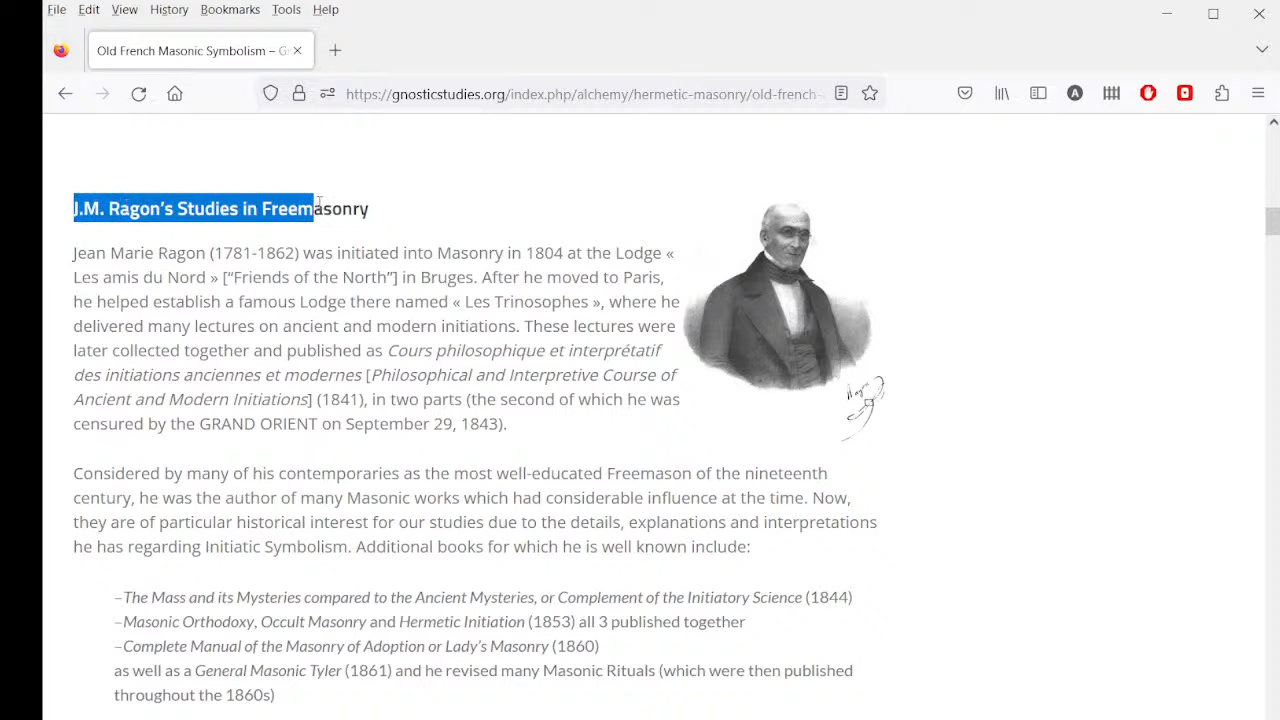 File Edit View History Bookmarks Tools Help
Old French Masonic Symbolism – G
https://gnosticstudies.org/index.php/alchemy/hermetic-masonry/old-french-
J.M. Ragon’s Studies in Freemasonry
Jean Marie Ragon (1781-1862) was initiated into Masonry in 1804 at the Lodge «
Les amis du Nord » [“Friends of the North”] in Bruges. After he moved to Paris,
he helped establish a famous Lodge there named « Les Trinosophes », where he
delivered many lectures on ancient and modern initiations. These lectures were
later collected together and published as Cours philosophique et interprétatif
des initiations anciennes et modernes [Philosophical and Interpretive Course of
Ancient and Modern Initiations] (1841), in two parts (the second of which he was
censured by the GRAND ORIENT on September 29, 1843).
Ragon
Considered by many of his contemporaries as the most well-educated Freemason of the nineteenth
century, he was the author of many Masonic works which had considerable influence at the time. Now,
they are of particular historical interest for our studies due to the details, explanations and interpretations
he has regarding Initiatic Symbolism. Additional books for which he is well known include:
–The Mass and its Mysteries compared to the Ancient Mysteries, or Complement of the Initiatory Science (1844)
–Masonic Orthodoxy, Occult Masonry and Hermetic Initiation (1853) all 3 published together
–Complete Manual of the Masonry of Adoption or Lady’s Masonry (1860)
as well as a General Masonic Tyler (1861) and he revised many Masonic Rituals (which were then published
throughout the 1860s)